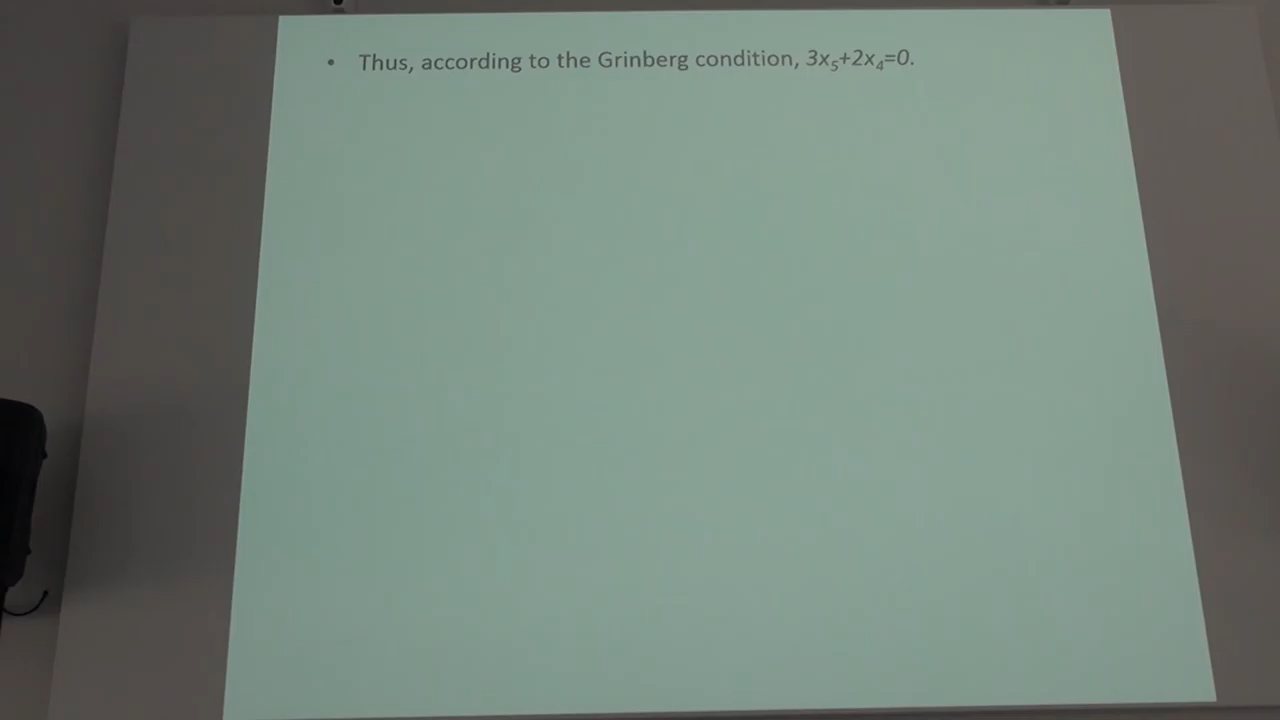 • Thus, according to the Grinberg condition, 3x₅+2x₄=0.